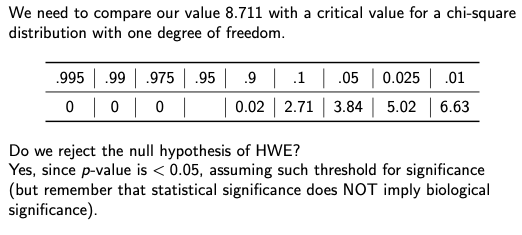 We need to compare our value 8.711 with a critical value for a chi-square
distribution with one degree of freedom.
.995 | .99 | .975 | .95 | .9 | .1 | .05 | 0.025 | .01
0 | 0 | 0 | | 0.02 | 2.71 | 3.84 | 5.02 | 6.63
Do we reject the null hypothesis of HWE?
Yes, since p-value is < 0.05, assuming such threshold for significance
(but remember that statistical significance does NOT imply biological
significance).